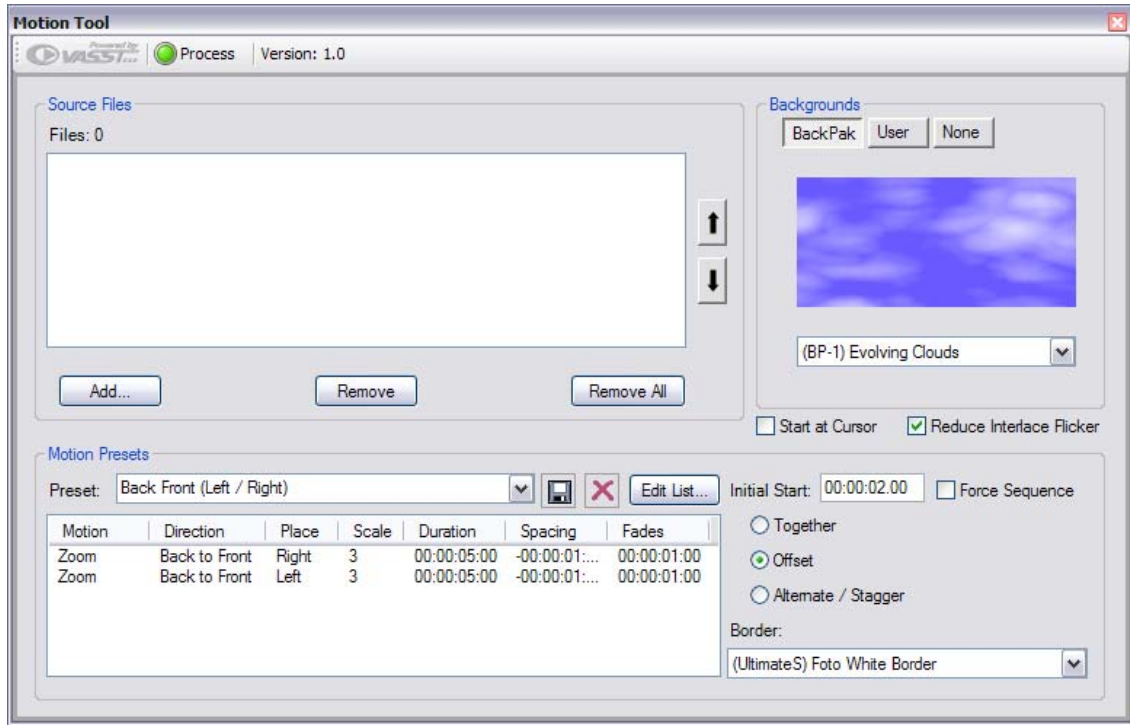 Motion Tool
Powered by VASST... Process Version: 1.0
Source Files
Files: 0
Add... Remove Remove All
Backgrounds
BackPak User None
(BP-1) Evolving Clouds
Start at Cursor Reduce Interlace Flicker
Motion Presets
Preset: Back Front (Left / Right) Edit List... Initial Start: 00:00:02.00 Force Sequence
Motion Direction Place Scale Duration Spacing Fades
Zoom Back to Front Right 3 00:00:05:00 -00:00:01:... 00:00:01:00
Zoom Back to Front Left 3 00:00:05:00 -00:00:01:... 00:00:01:00
Together
Offset
Alternate / Stagger
Border:
(UltimateS) Foto White Border